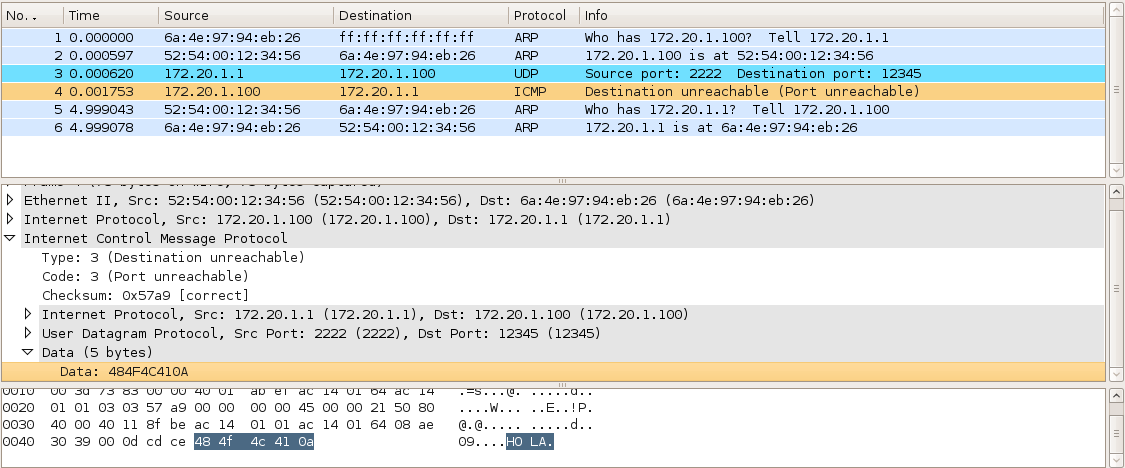 No. . Time Source Destination Protocol Info
1 0.000000 6a:4e:97:94:eb:26 ff:ff:ff:ff:ff:ff ARP Who has 172.20.1.100? Tell 172.20.1.1
2 0.000597 52:54:00:12:34:56 6a:4e:97:94:eb:26 ARP 172.20.1.100 is at 52:54:00:12:34:56
3 0.000620 172.20.1.1 172.20.1.100 UDP Source port: 2222 Destination port: 12345
4 0.001753 172.20.1.100 172.20.1.1 ICMP Destination unreachable (Port unreachable)
5 4.999043 52:54:00:12:34:56 6a:4e:97:94:eb:26 ARP Who has 172.20.1.1? Tell 172.20.1.100
6 4.999078 6a:4e:97:94:eb:26 52:54:00:12:34:56 ARP 172.20.1.1 is at 6a:4e:97:94:eb:26
Ethernet II, Src: 52:54:00:12:34:56 (52:54:00:12:34:56), Dst: 6a:4e:97:94:eb:26 (6a:4e:97:94:eb:26)
Internet Protocol, Src: 172.20.1.100 (172.20.1.100), Dst: 172.20.1.1 (172.20.1.1)
Internet Control Message Protocol
Type: 3 (Destination unreachable)
Code: 3 (Port unreachable)
Checksum: 0x57a9 [correct]
Internet Protocol, Src: 172.20.1.1 (172.20.1.1), Dst: 172.20.1.100 (172.20.1.100)
User Datagram Protocol, Src Port: 2222 (2222), Dst Port: 12345 (12345)
Data (5 bytes)
Data: 484F4C410A
0010 00 3d 73 83 00 00 40 01 ab ef ac 14 01 64 ac 14 .=s...@. .....d..
0020 01 01 03 03 57 a9 00 00 00 00 45 00 00 21 50 80 ....W... ..E..!P.
0030 40 00 40 11 8f be ac 14 01 01 ac 14 01 64 08 ae @.@..... .....d..
0040 30 39 00 0d cd ce 48 4f 4c 41 0a 09....HO LA.